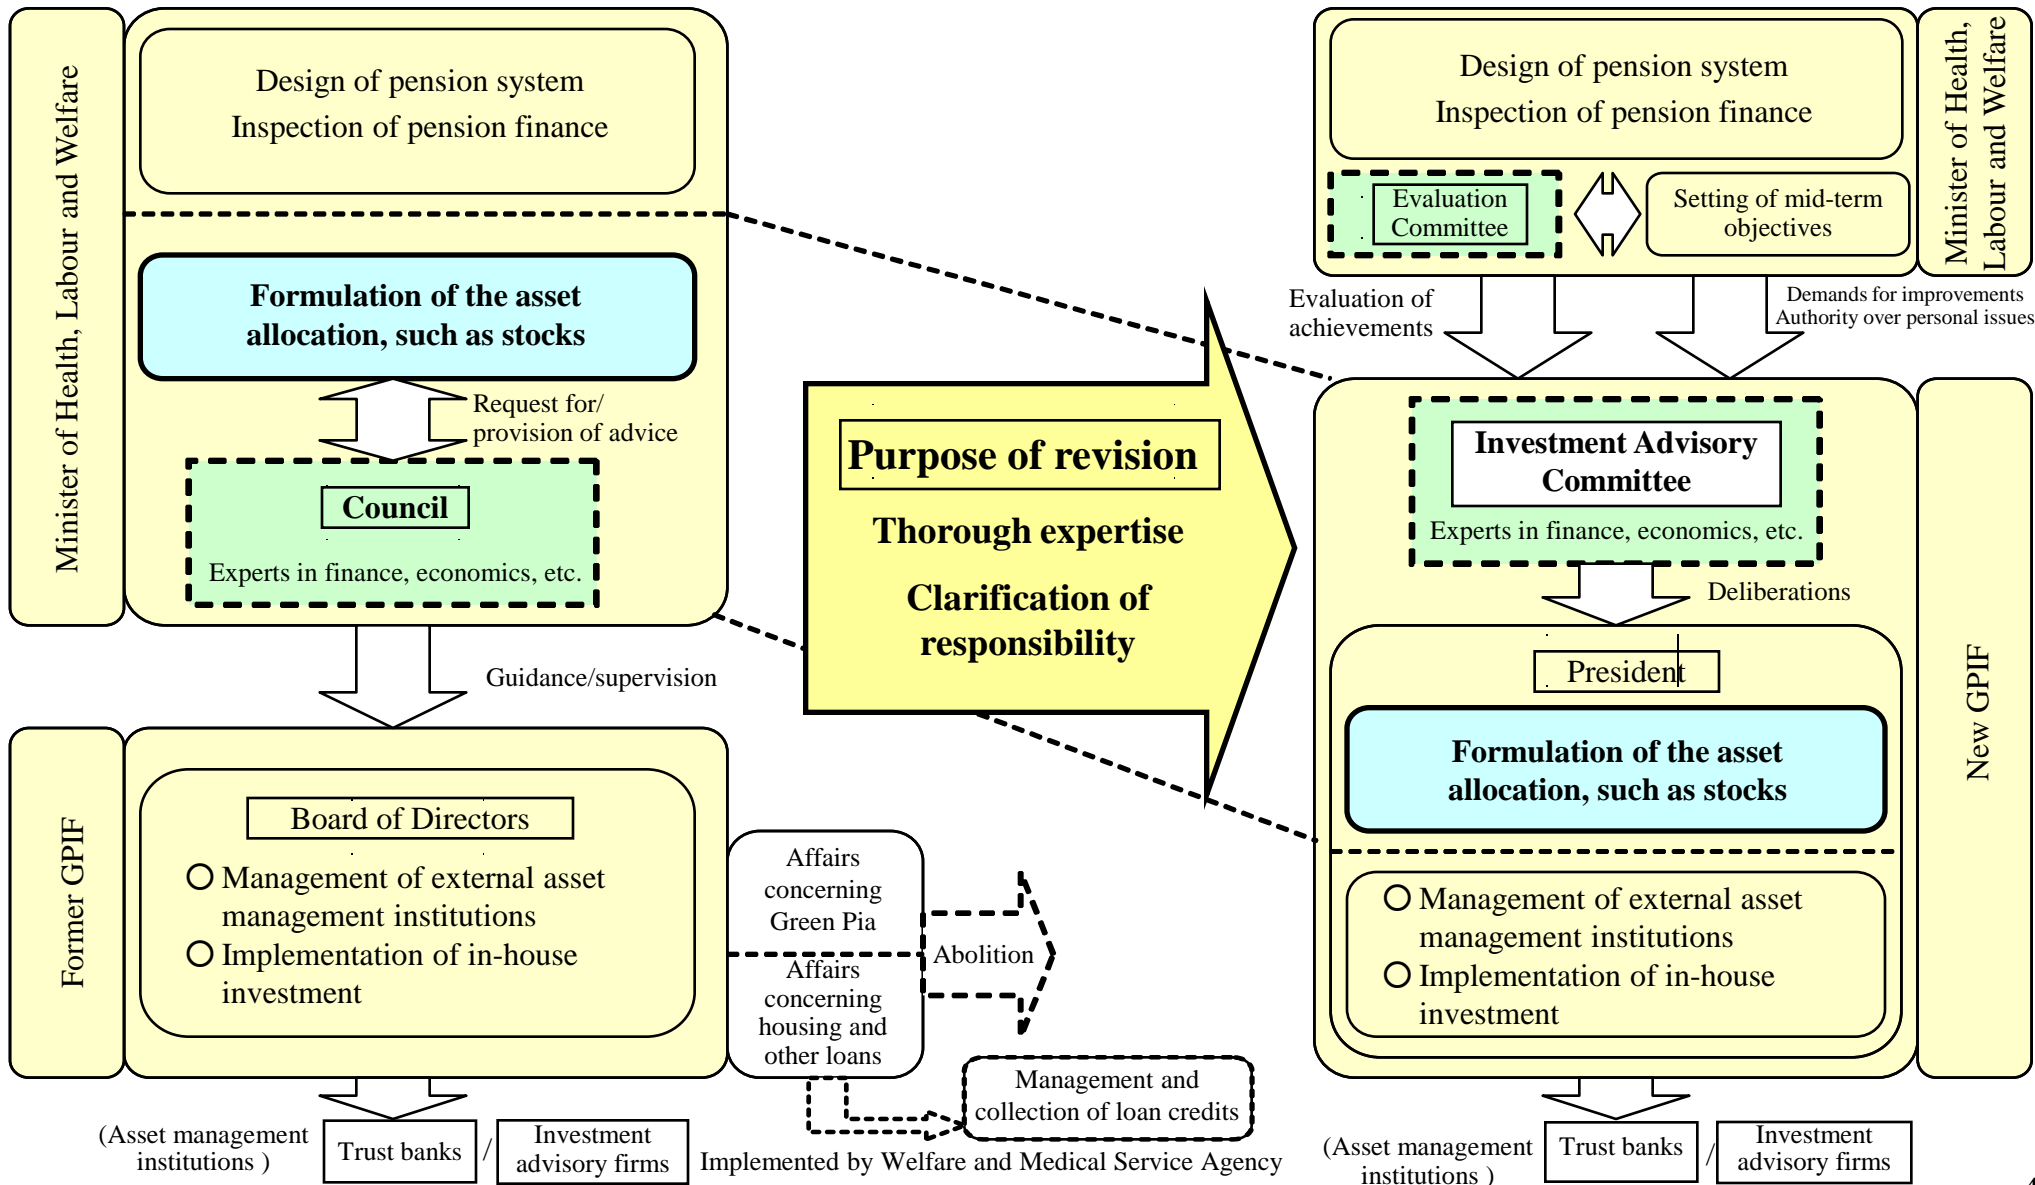 Minister of Health, Labour and Welfare
Design of pension system
Inspection of pension finance
Formulation of the asset
allocation, such as stocks
Request for/
provision of advice
Council
Experts in finance, economics, etc.
Guidance/supervision
Former GPIF
Board of Directors
○ Management of external asset
management institutions
○ Implementation of in-house
investment
Affairs
concerning
Green Pia
Affairs
concerning
housing and
other loans
Abolition
Management and
collection of loan credits
Implemented by Welfare and Medical Service Agency
(Asset management
institutions )
Trust banks
/
Investment
advisory firms
Purpose of revision
Thorough expertise
Clarification of
responsibility
Minister of Health,
Labour and Welfare
Design of pension system
Inspection of pension finance
Evaluation
Committee
Setting of mid-term
objectives
Evaluation of
achievements
Demands for improvements
Authority over personal issues
New GPIF
Investment Advisory
Committee
Experts in finance, economics, etc.
Deliberations
President
Formulation of the asset
allocation, such as stocks
○ Management of external asset
management institutions
○ Implementation of in-house
investment
(Asset management
institutions )
Trust banks
/
Investment
advisory firms